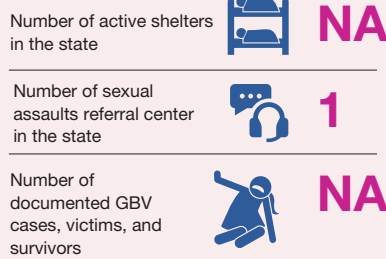 Number of active shelters
in the state
NA
Number of sexual
assaults referral center
in the state
1
Number of
documented GBV
cases, victims, and
survivors
NA